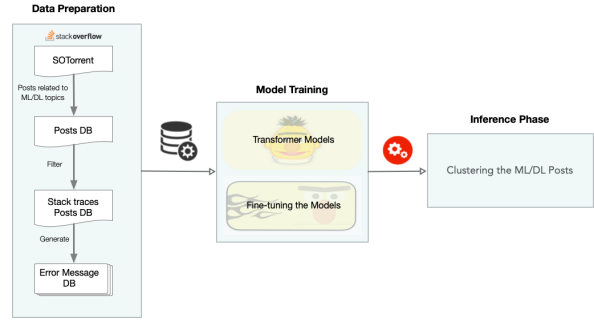 Data Preparation
stackoverflow
SOTorrent
Posts related to
ML/DL topics
Posts DB
Filter
Stack traces
Posts DB
Generate
Error Message
DB
Model Training
Transformer Models
Fine-tuning the Models
Inference Phase
Clustering the ML/DL Posts